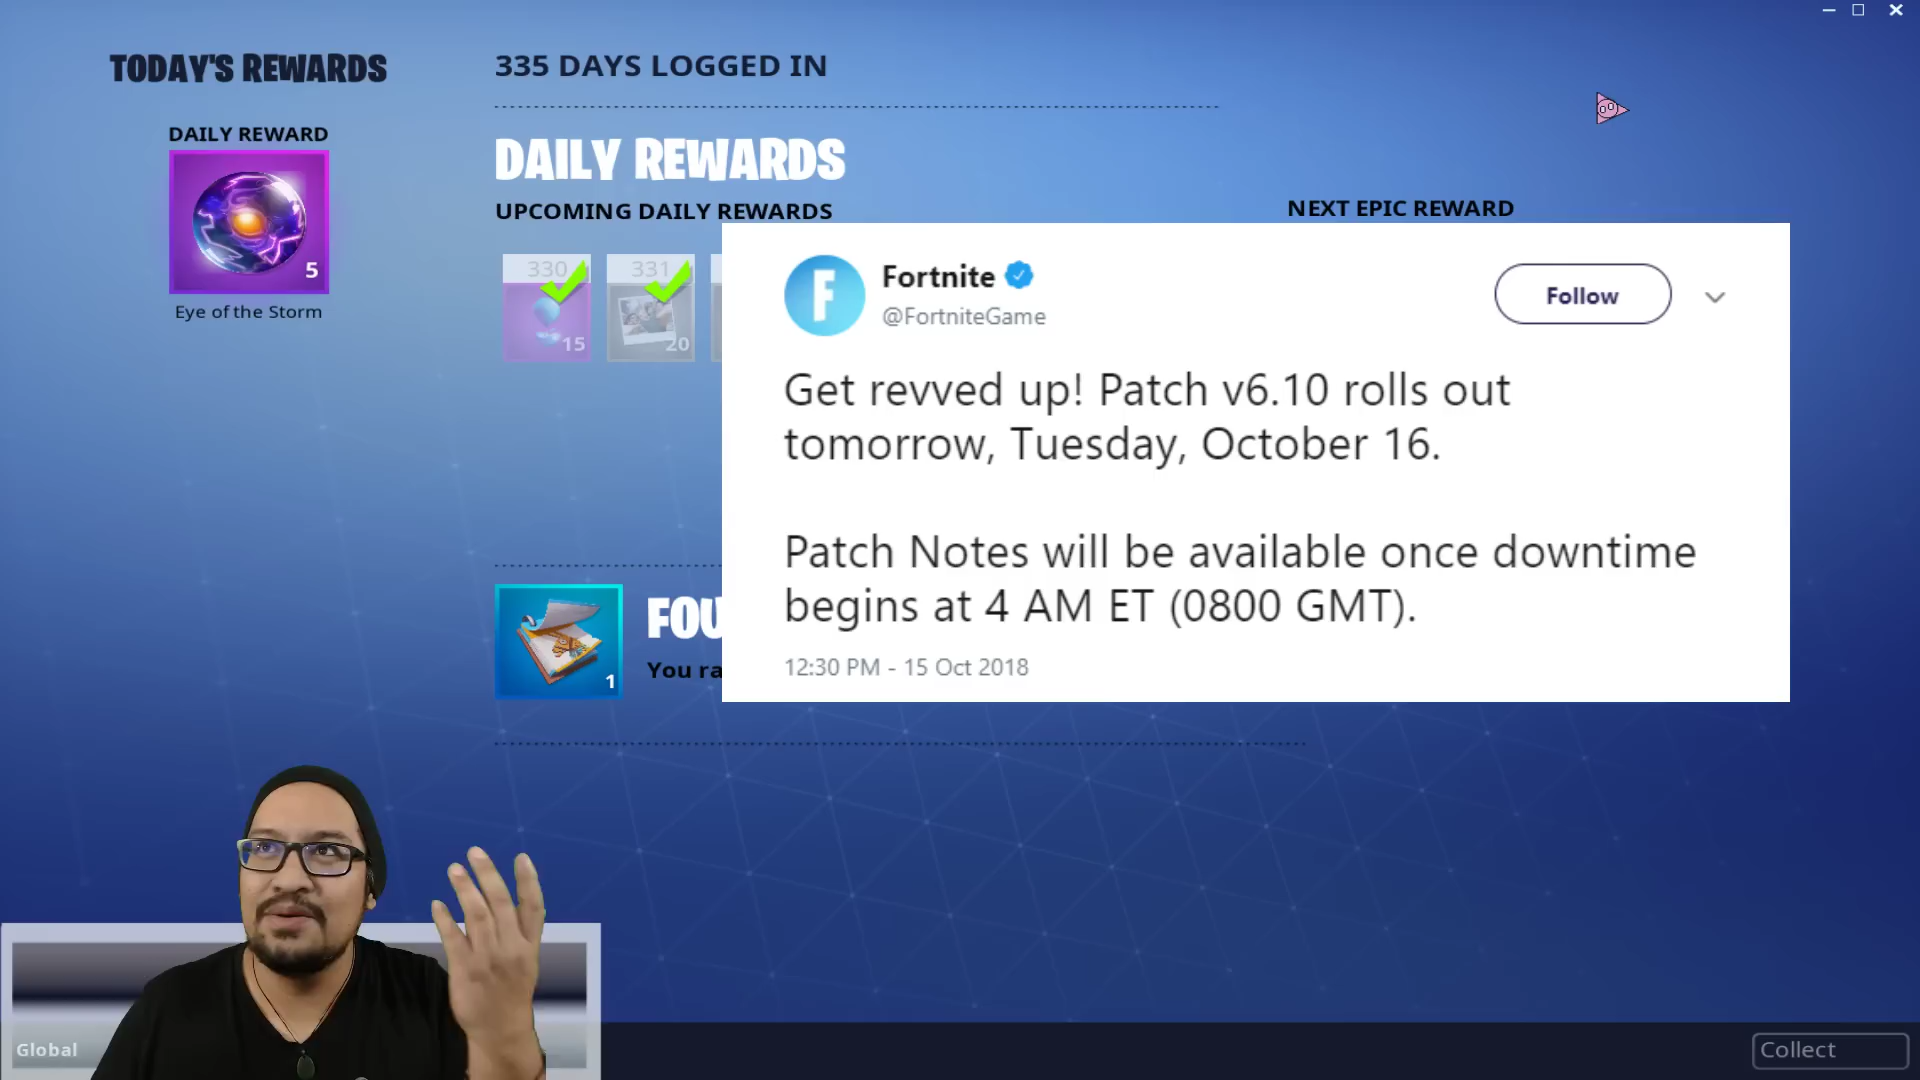 TODAY'S REWARDS
335 DAYS LOGGED IN
DAILY REWARD
5
Eye of the Storm
DAILY REWARDS
UPCOMING DAILY REWARDS
NEXT EPIC REWARD
330
331
15
20
Fortnite
@FortniteGame
Follow
Get revved up! Patch v6.10 rolls out
tomorrow, Tuesday, October 16.
Patch Notes will be available once downtime
begins at 4 AM ET (0800 GMT).
12:30 PM - 15 Oct 2018
1
FOU
You ra
Global
Collect